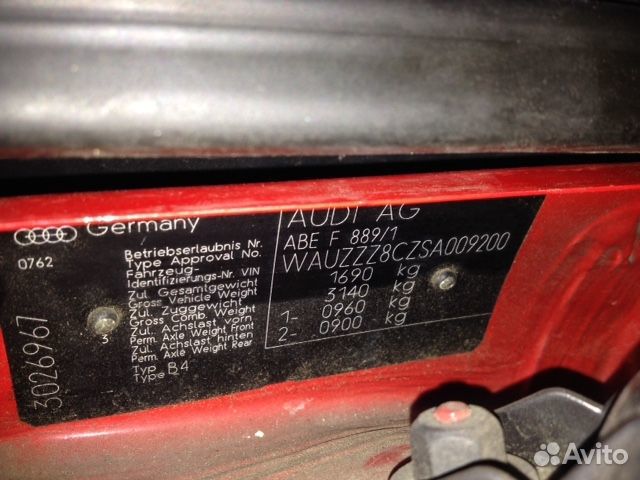 Germany
0762
3026967
3
Betriebserlaubnis Nr.
Type Approval No.
Fahrzeug-
Identifizierungs-Nr. VIN
Zul. Gesamtgewicht
Gross Vehicle Weight
Zul. Zuggewicht
Gross Comb. Weight
Zul. Achslast vorn
Perm. Axle Weight Front
Zul. Achslast hinten
Perm. Axle Weight Rear
Typ
Type B4
AUDI AG
ABE F 889/1
WAUZZZ8CZSA009200
1690 kg
3140 kg
1- 0960 kg
2- 0900 kg
Avito